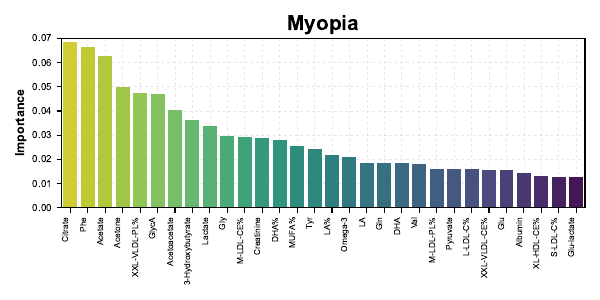 Myopia
Importance
0.07
0.06
0.05
0.04
0.03
0.02
0.01
0.00
Citrate
Phe
Acetate
Acetone
XXL-VLDL-PL%
GlycA
Acetoacetate
3-Hydroxybutyrate
Lactate
Gly
M-LDL-CE%
Creatinine
DHA%
MUFA%
Tyr
LA%
Omega-3
LA
Gln
DHA
Val
M-LDL-PL%
Pyruvate
L-LDL-C%
XXL-VLDL-CE%
Glu
Albumin
XL-HDL-CE%
S-LDL-C%
Glu-lactate